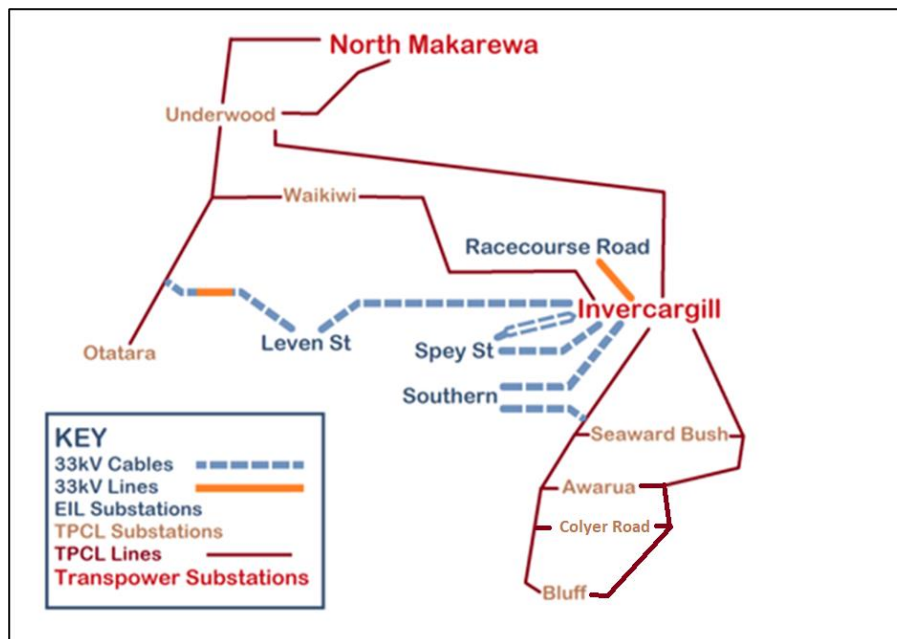 North Makarewa
Underwood
Waikiwi
Racecourse Road
Invercargill
Leven St
Otatara
Spey St
Southern
Seaward Bush
Awarua
Colyer Road
Bluff
KEY
33kV Cables
33kV Lines
EIL Substations
TPCL Substations
TPCL Lines
Transpower Substations